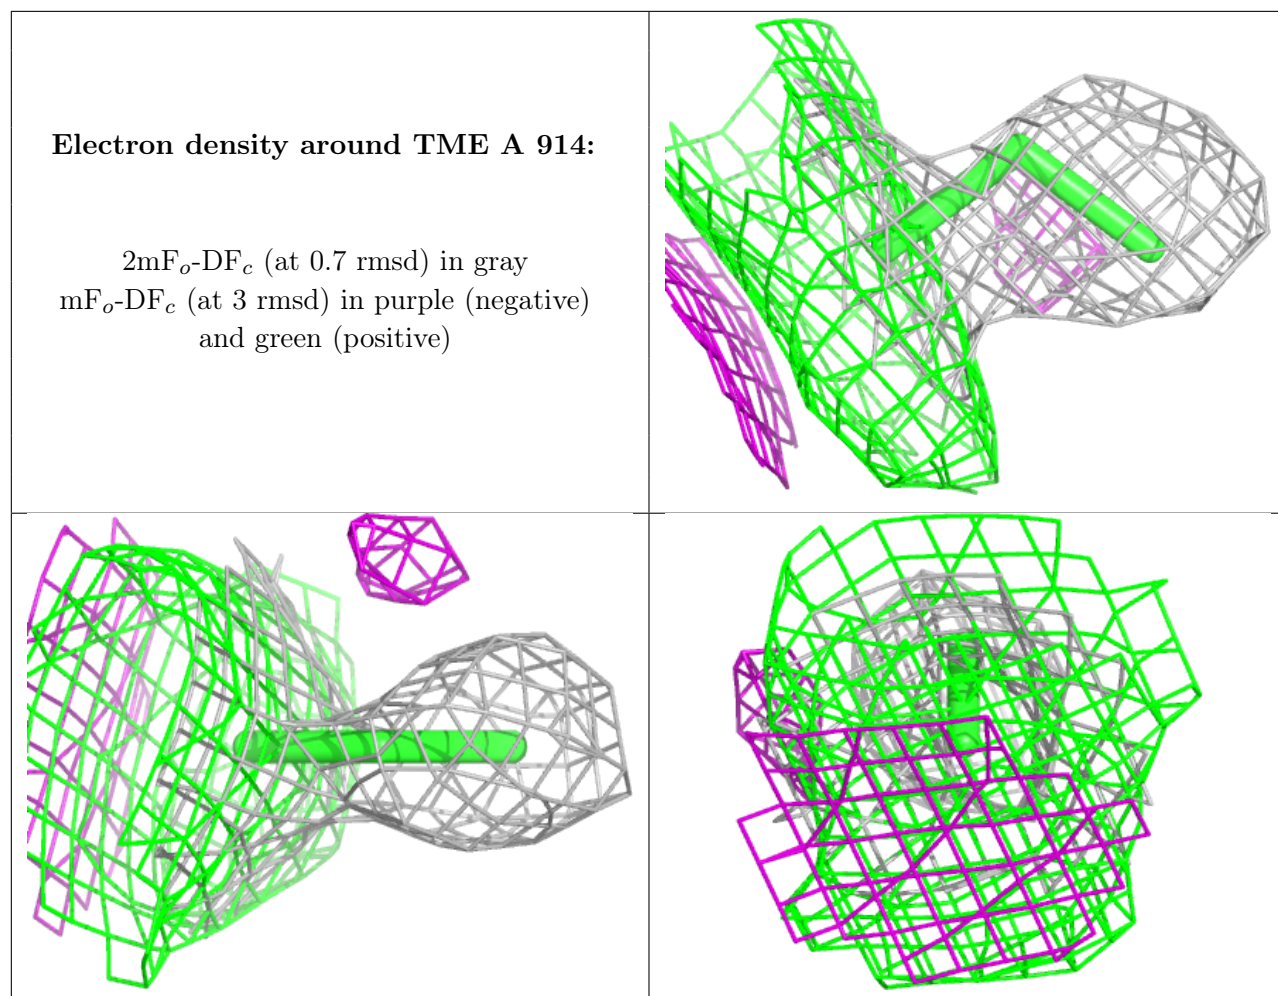 Electron density around TME A 914:
2mFo-DFc (at 0.7 rmsd) in gray
mFo-DFc (at 3 rmsd) in purple (negative)
and green (positive)